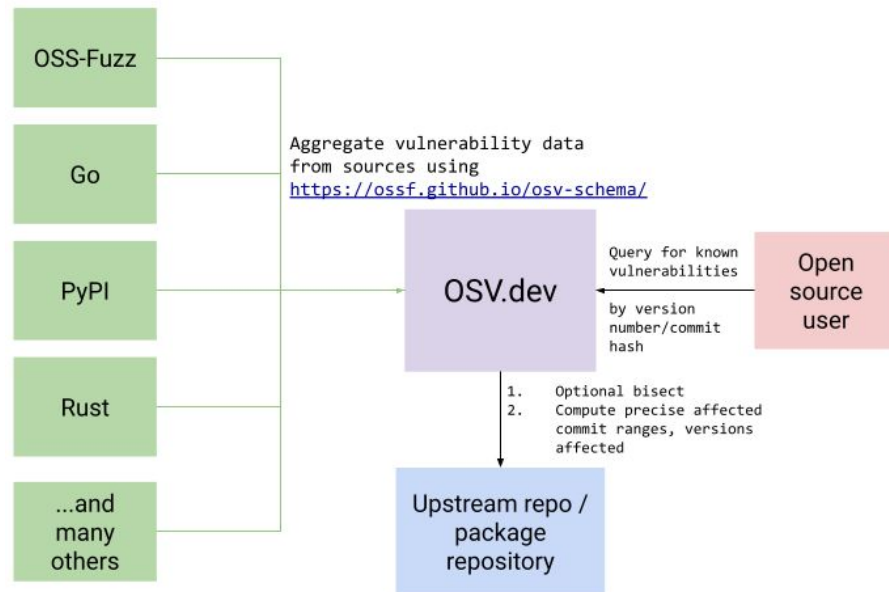 OSS-Fuzz
Go
PyPI
Rust
...and
many
others
Aggregate vulnerability data
from sources using
https://ossf.github.io/osv-schema/
OSV.dev
Query for known
vulnerabilities
by version
number/commit
hash
Open
source
user
1. Optional bisect
2. Compute precise affected
commit ranges, versions
affected
Upstream repo /
package
repository